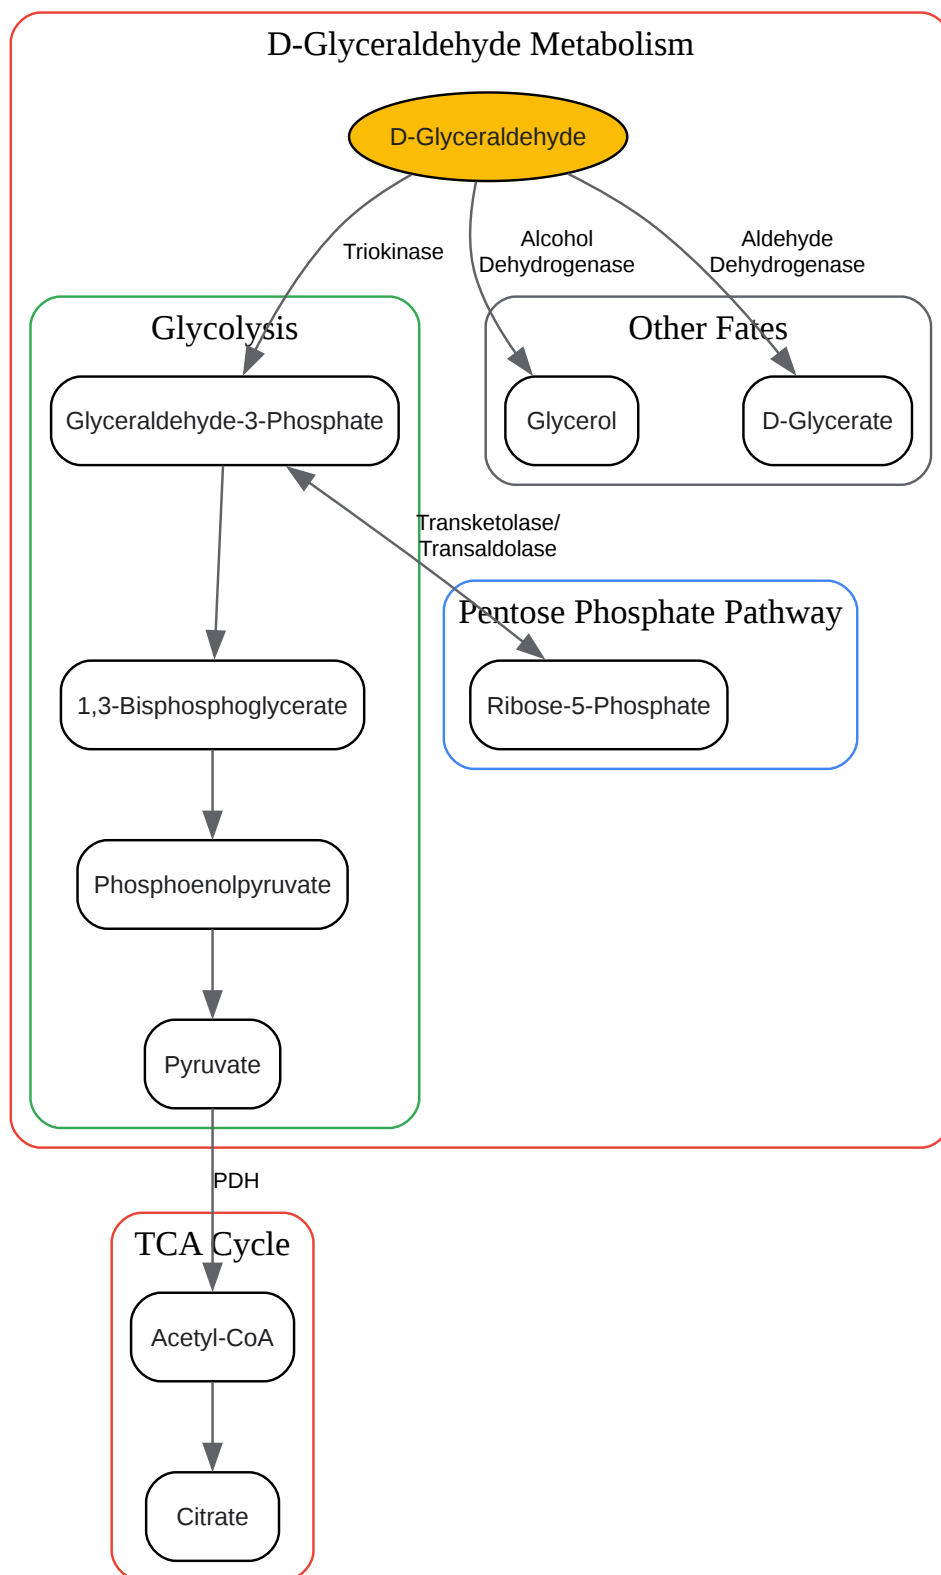 D-Glyceraldehyde Metabolism
D-Glyceraldehyde
Triokinase
Alcohol
Dehydrogenase
Aldehyde
Dehydrogenase
Glycolysis
Other Fates
Glyceraldehyde-3-Phosphate
Glycerol
D-Glycerate
Transketolase/
Transaldolase
Pentose Phosphate Pathway
1,3-Bisphosphoglycerate
Ribose-5-Phosphate
Phosphoenolpyruvate
Pyruvate
PDH
TCA Cycle
Acetyl-CoA
Citrate